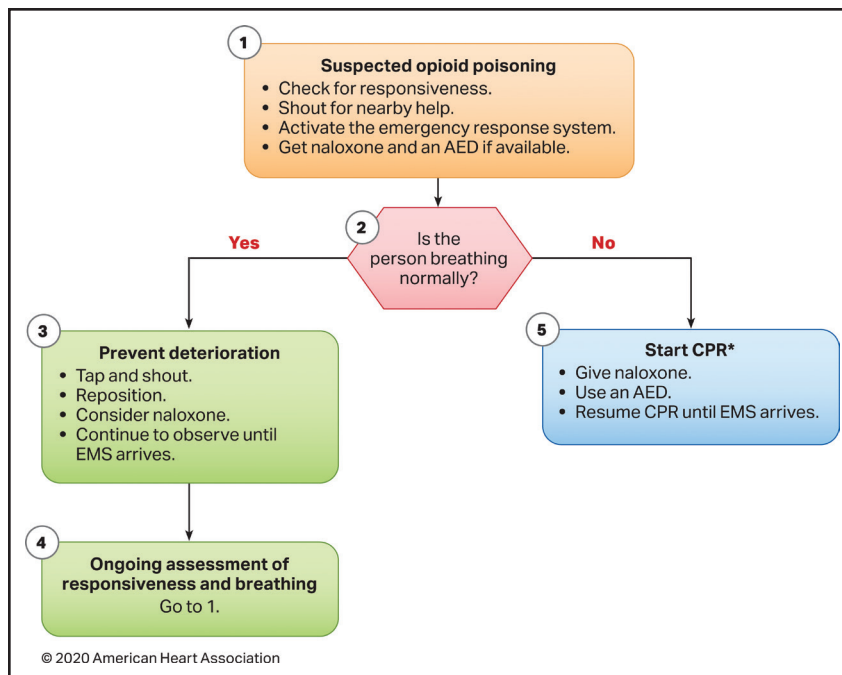 1
Suspected opioid poisoning
• Check for responsiveness.
• Shout for nearby help.
• Activate the emergency response system.
• Get naloxone and an AED if available.
2
Is the
person breathing
normally?
Yes
No
3
Prevent deterioration
• Tap and shout.
• Reposition.
• Consider naloxone.
• Continue to observe until
EMS arrives.
4
Ongoing assessment of
responsiveness and breathing
Go to 1.
5
Start CPR*
• Give naloxone.
• Use an AED.
• Resume CPR until EMS arrives.
© 2020 American Heart Association